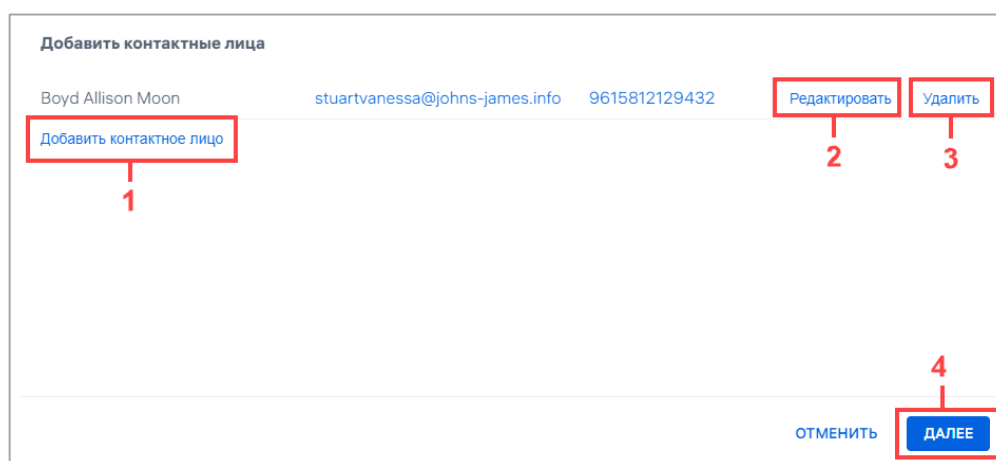 Добавить контактные лица
Boyd Allison Moon stuartvanessa@johns-james.info 9615812129432 Редактировать Удалить
Добавить контактное лицо
2 3
1
4
ОТМЕНИТЬ ДАЛЕЕ